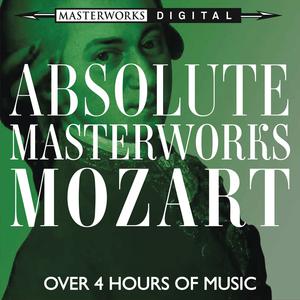 MASTERWORKS DIGITAL
ABSOLUTE
MASTERWORKS
MOZART
OVER 4 HOURS OF MUSIC